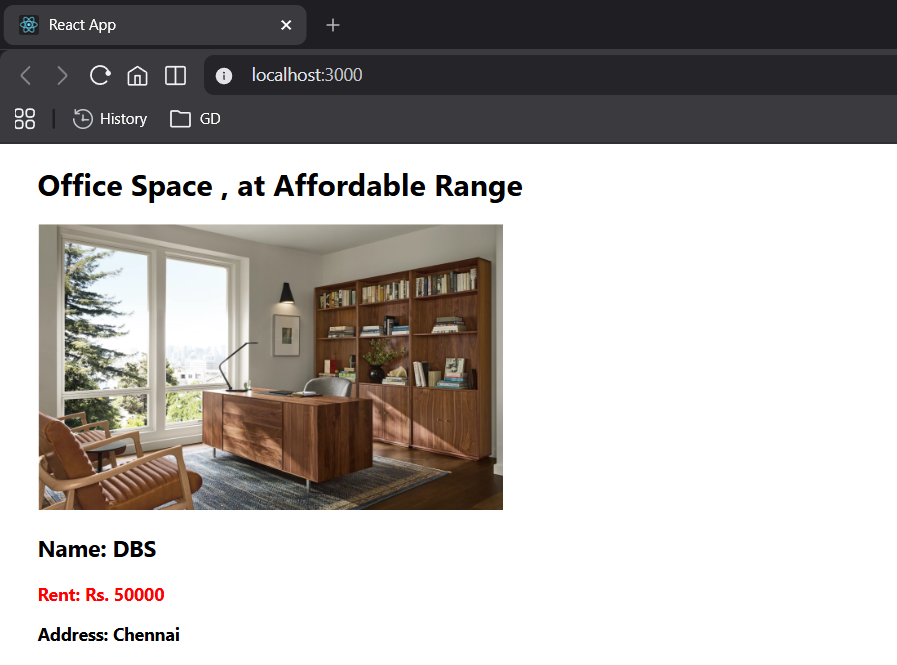 React App
localhost:3000
History
GD
Office Space , at Affordable Range
Name: DBS
Rent: Rs. 50000
Address: Chennai